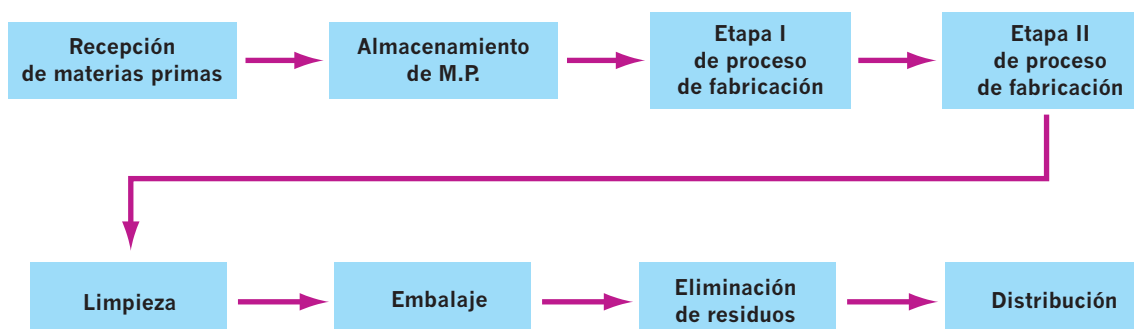 Recepción
de materias primas
Almacenamiento
de M.P.
Etapa I
de proceso
de fabricación
Etapa II
de proceso
de fabricación
Limpieza
Embalaje
Eliminación
de residuos
Distribución